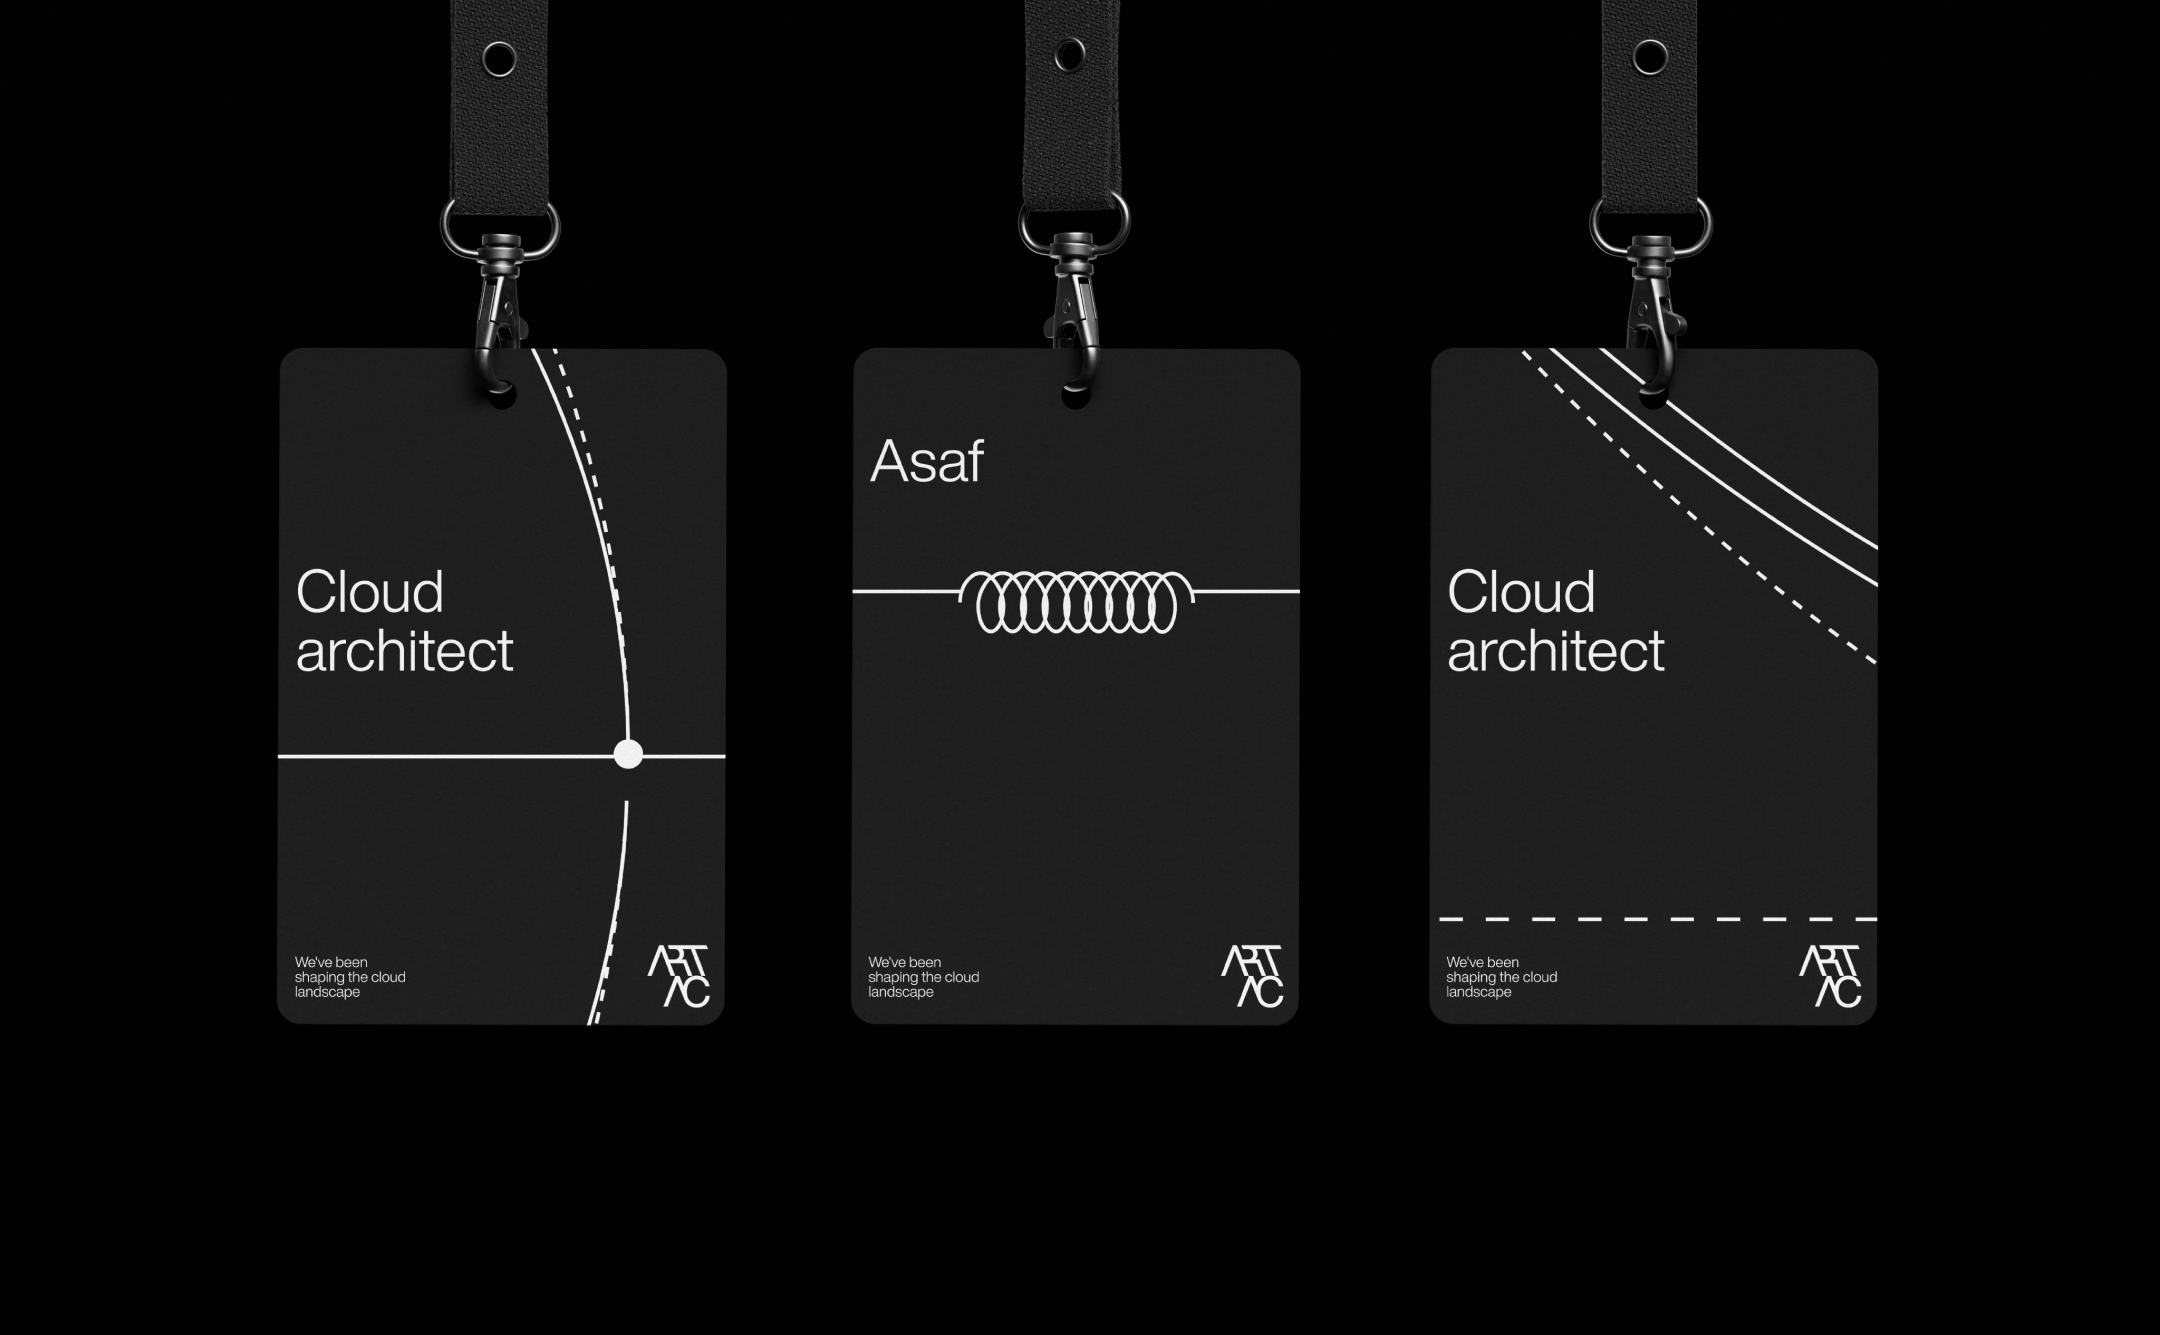 Cloud
architect
We've been
shaping the cloud
landscape
ART
AC
Asaf
We've been
shaping the cloud
landscape
ART
AC
Cloud
architect
We've been
shaping the cloud
landscape
ART
AC